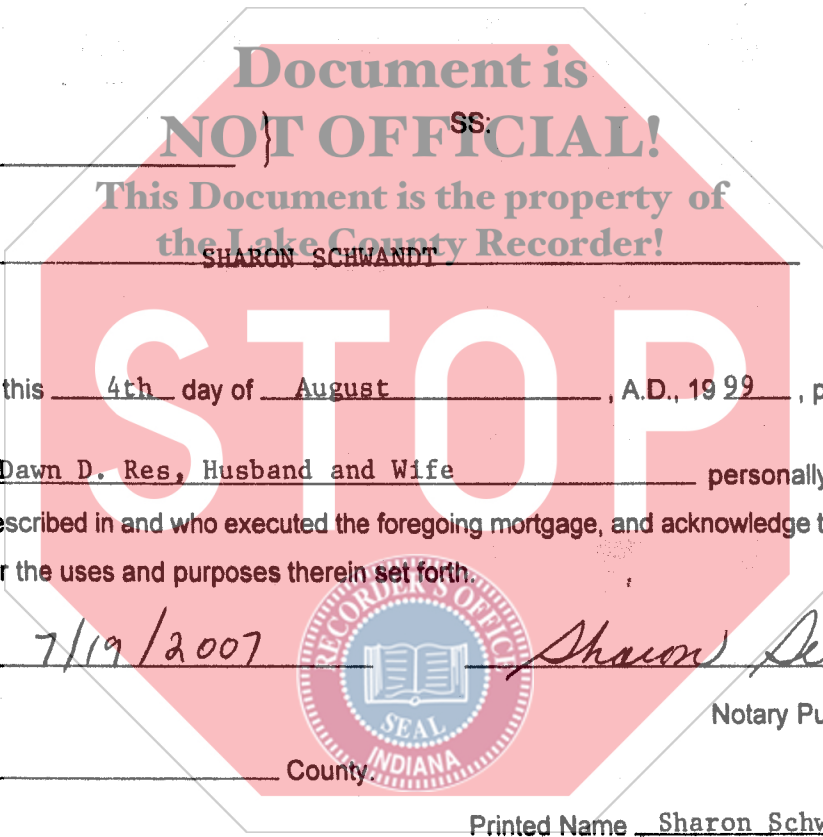 Document is
NOT OFFICIAL!
} SS:
This Document is the property of
the Lake County Recorder!
SHARON SCHWANDT
STOP
this 4th day of August , A.D., 19 99 , p
Dawn D. Res, Husband and Wife personally
escribed in and who executed the foregoing mortgage, and acknowledge t
r the uses and purposes therein set forth.
RECORDER'S OFFICE
7/19/2007 Sharon
SEAL
Notary Pu
INDIANA
County.
Printed Name Sharon Schw